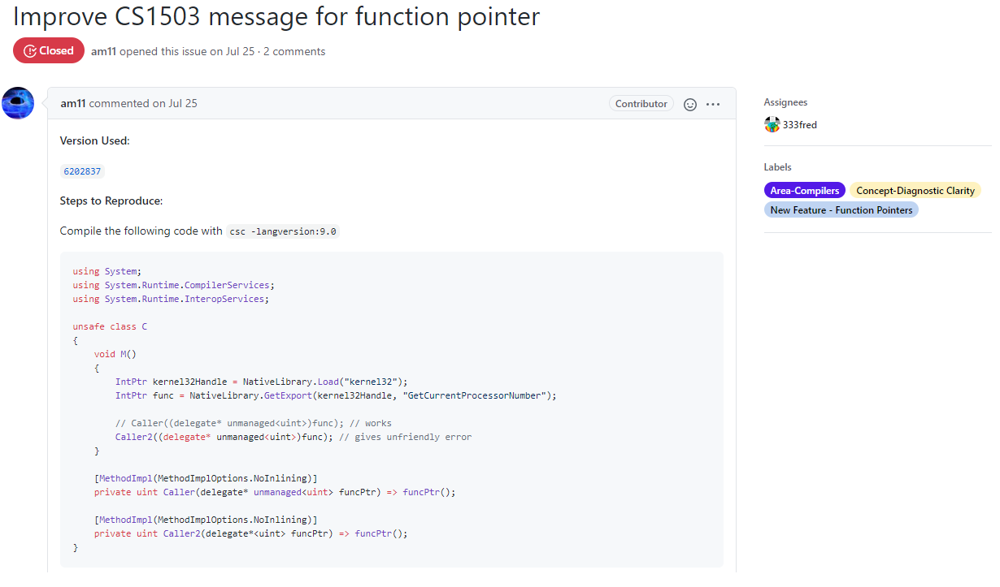 Improve CS1503 message for function pointer
Closed am11 opened this issue on Jul 25 · 2 comments
am11 commented on Jul 25
Contributor
Version Used:
6202837
Steps to Reproduce:
Compile the following code with csc -langversion:9.0
using System;
using System.Runtime.CompilerServices;
using System.Runtime.InteropServices;
unsafe class C
{
    void M()
    {
        IntPtr kernel32Handle = NativeLibrary.Load("kernel32");
        IntPtr func = NativeLibrary.GetExport(kernel32Handle, "GetCurrentProcessorNumber");
        // Caller((delegate* unmanaged<uint>)func); // works
        Caller2((delegate* unmanaged<uint>)func); // gives unfriendly error
    }
    [MethodImpl(MethodImplOptions.NoInlining)]
    private uint Caller(delegate* unmanaged<uint> funcPtr) => funcPtr();
    [MethodImpl(MethodImplOptions.NoInlining)]
    private uint Caller2(delegate*<uint> funcPtr) => funcPtr();
}
Assignees
333fred
Labels
Area-Compilers Concept-Diagnostic Clarity
New Feature - Function Pointers